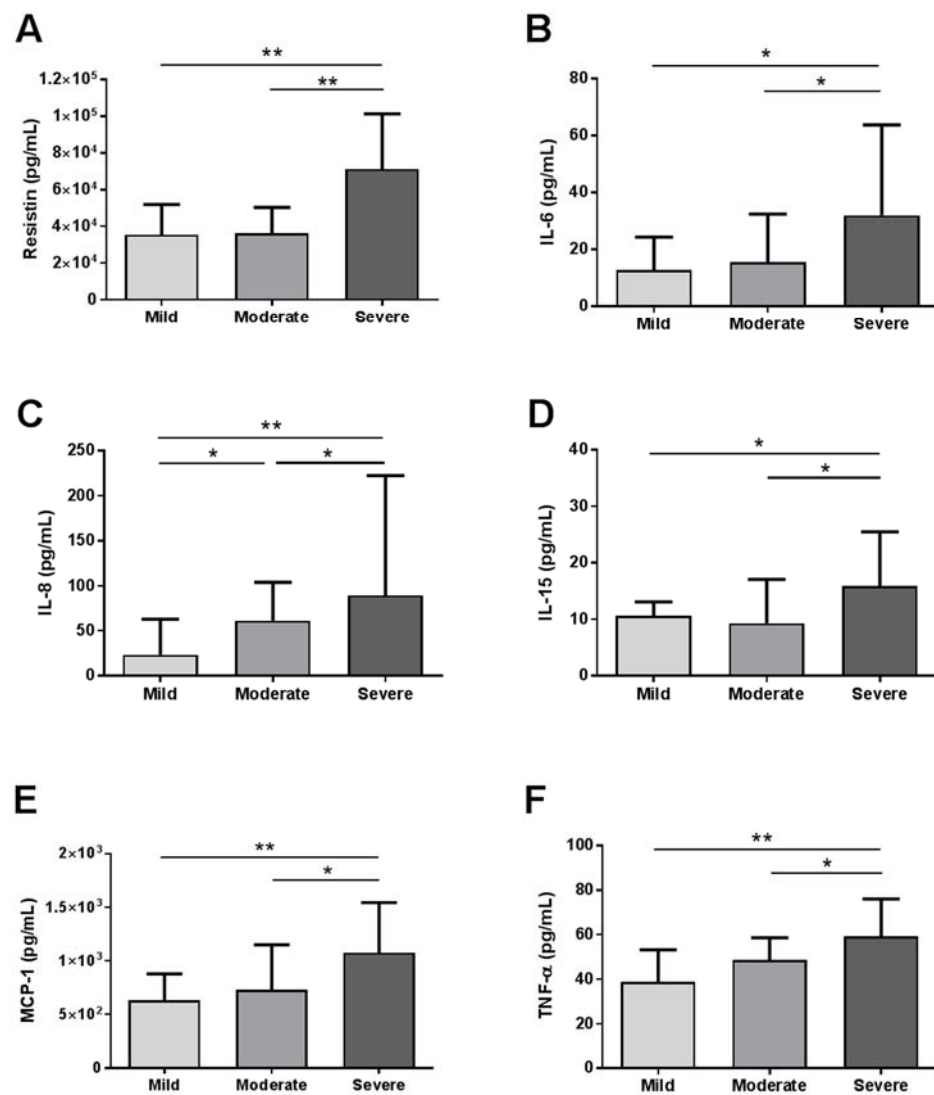 A
**
**
1.2×10⁵
1×10⁵
8×10⁴
6×10⁴
4×10⁴
2×10⁴
0
Resistin (pg/mL)
Mild Moderate Severe
B
*
*
80
60
40
20
0
IL-6 (pg/mL)
Mild Moderate Severe
C
**
* *
250
200
150
100
50
0
IL-8 (pg/mL)
Mild Moderate Severe
D
*
*
40
30
20
10
0
IL-15 (pg/mL)
Mild Moderate Severe
E
**
*
2×10³
1.5×10³
1×10³
5×10²
0
MCP-1 (pg/mL)
Mild Moderate Severe
F
**
*
100
80
60
40
20
0
TNF-α (pg/mL)
Mild Moderate Severe